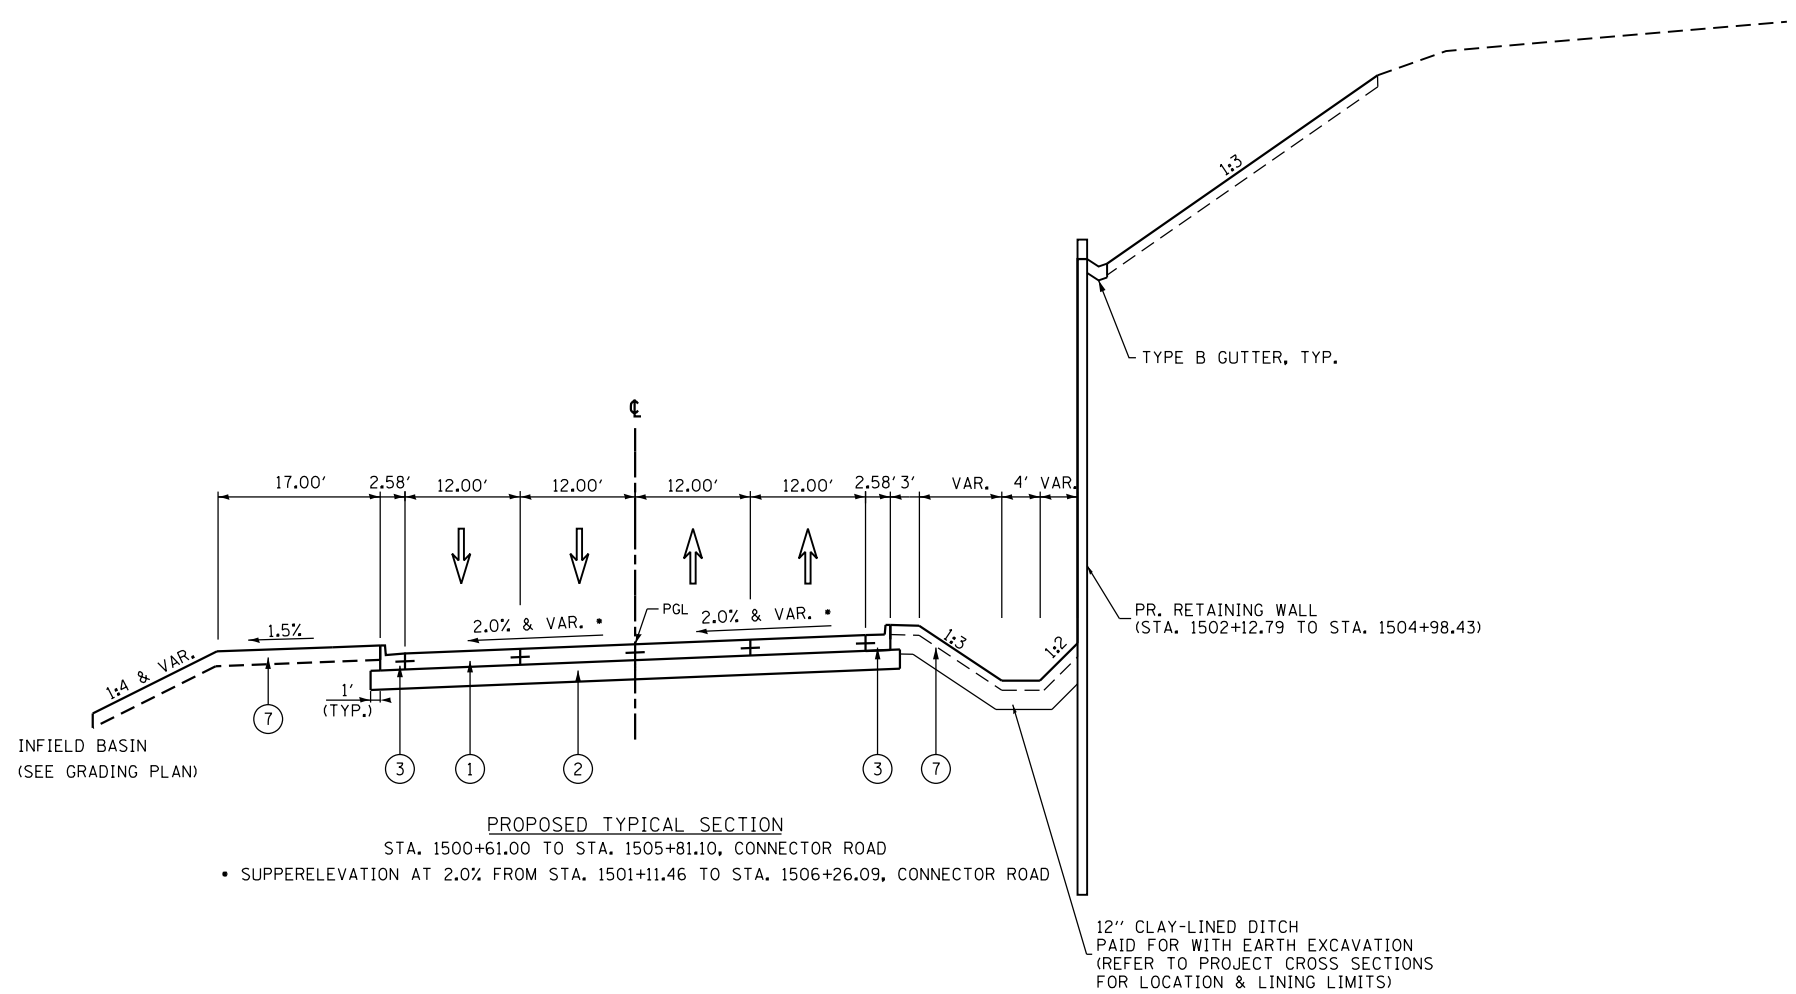 1:3
TYPE B GUTTER, TYP.
℄
17.00' 2.58' 12.00' 12.00' 12.00' 12.00' 2.58' 3' VAR. 4' VAR.
PGL
2.0% & VAR. *
2.0% & VAR. *
1.5%
1:4 & VAR.
1:3
1:2
PR. RETAINING WALL
(STA. 1502+12.79 TO STA. 1504+98.43)
1'
(TYP.)
7
INFIELD BASIN
(SEE GRADING PLAN)
3 1 2 3 7
PROPOSED TYPICAL SECTION
STA. 1500+61.00 TO STA. 1505+81.10, CONNECTOR ROAD
* SUPPERELEVATION AT 2.0% FROM STA. 1501+11.46 TO STA. 1506+26.09, CONNECTOR ROAD
12'' CLAY-LINED DITCH
PAID FOR WITH EARTH EXCAVATION
(REFER TO PROJECT CROSS SECTIONS
FOR LOCATION & LINING LIMITS)